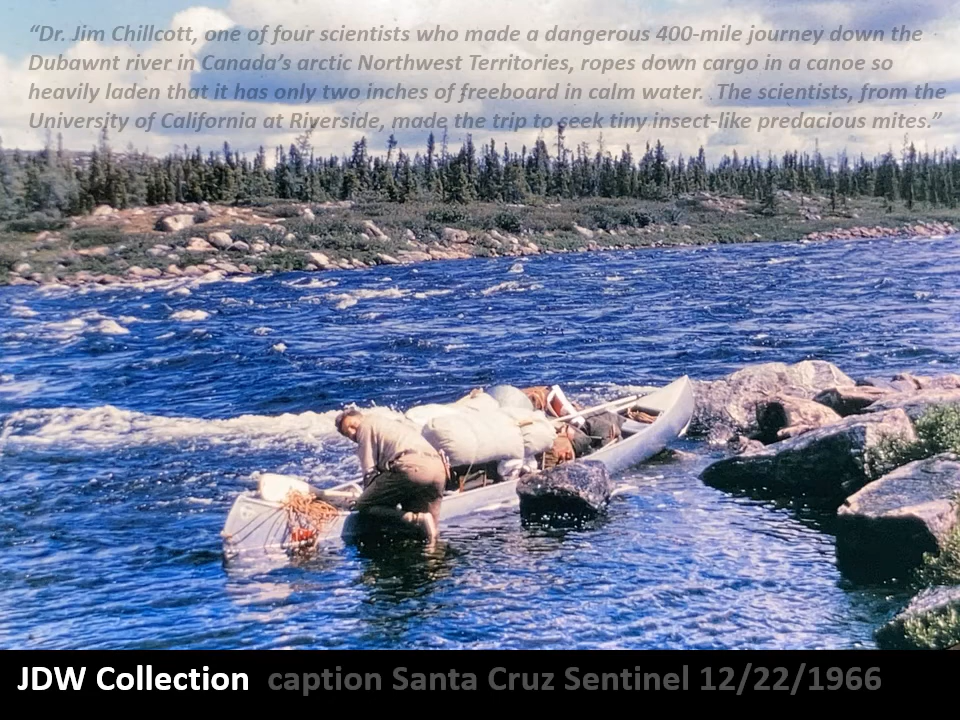 “Dr. Jim Chillcott, one of four scientists who made a dangerous 400-mile journey down the
Dubawnt river in Canada’s arctic Northwest Territories, ropes down cargo in a canoe so
heavily laden that it has only two inches of freeboard in calm water.  The scientists, from the
University of California at Riverside, made the trip to seek tiny insect-like predacious mites.”
JDW Collection caption Santa Cruz Sentinel 12/22/1966